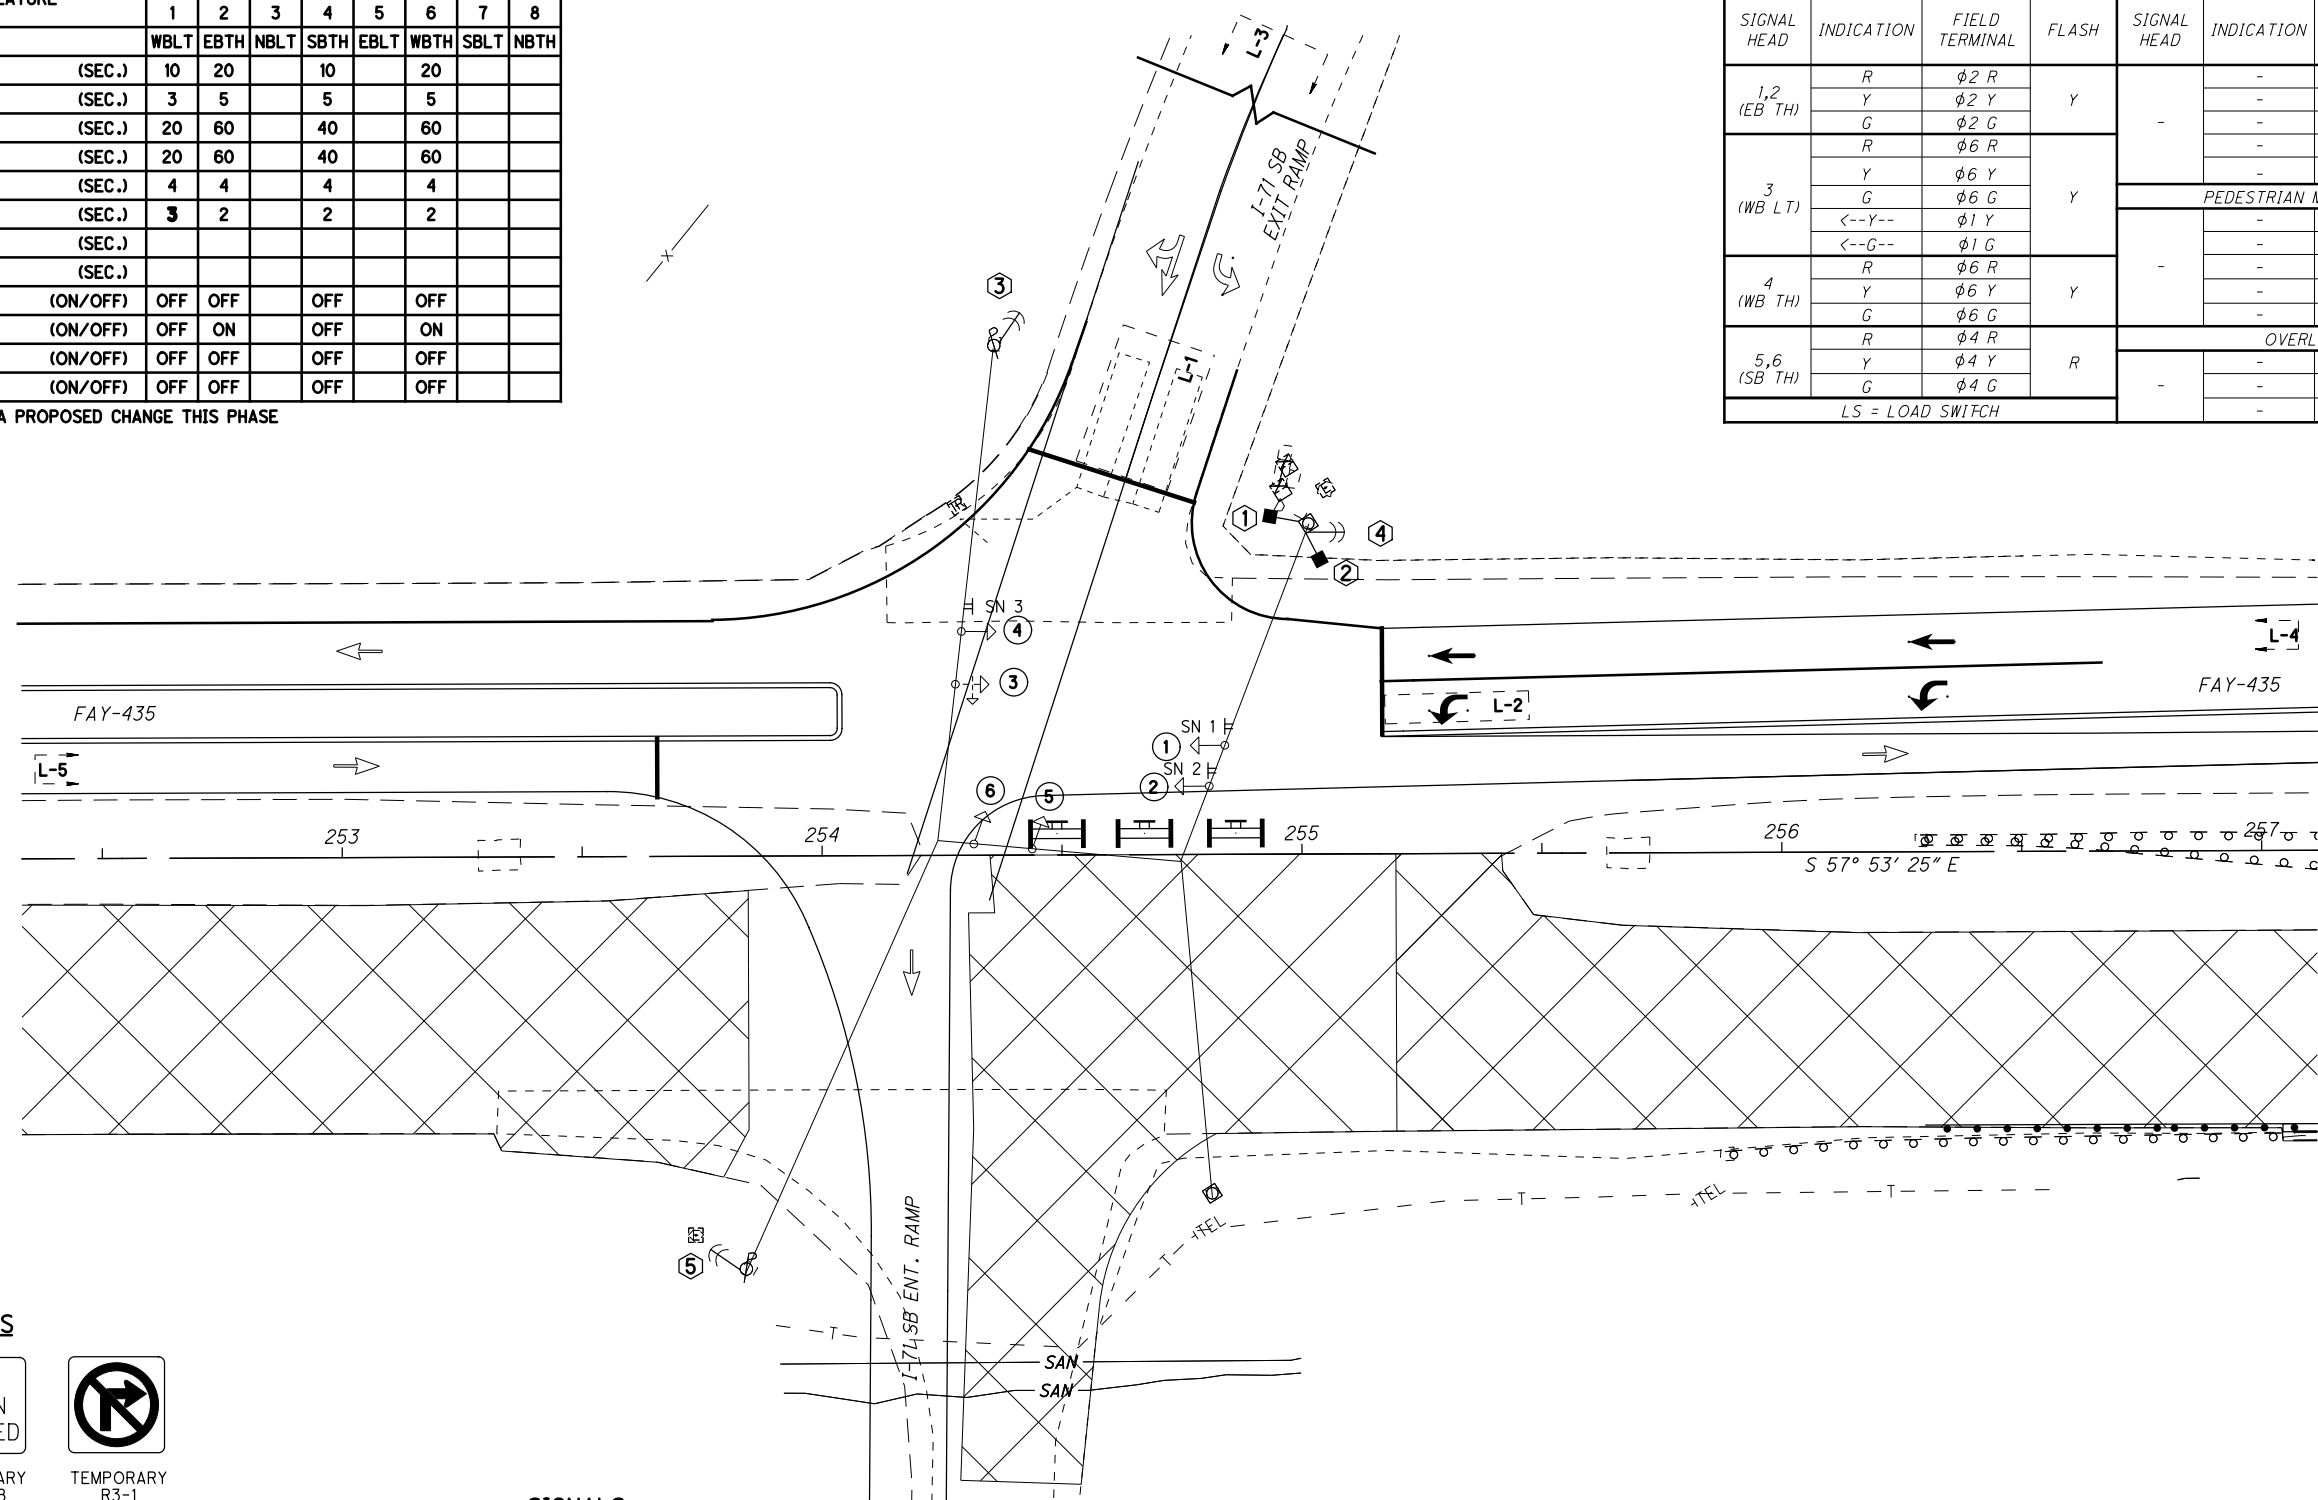 1 2 3 4 5 6 7 8
WBLT EBTH NBLT SBTH EBLT WBTH SBLT NBTH
(SEC.) 10 20 10 20
(SEC.) 3 5 5 5
(SEC.) 20 60 40 60
(SEC.) 20 60 40 60
(SEC.) 4 4 4 4
(SEC.) 3 2 2 2
(SEC.)
(SEC.)
(ON/OFF) OFF OFF OFF OFF
(ON/OFF) OFF ON OFF ON
(ON/OFF) OFF OFF OFF OFF
(ON/OFF) OFF OFF OFF OFF
A PROPOSED CHANGE THIS PHASE
SIGNAL HEAD INDICATION FIELD TERMINAL FLASH SIGNAL HEAD INDICATION
1,2 (EB TH) R ϕ2 R Y - -
Y ϕ2 Y -
G ϕ2 G -
3 (WB LT) R ϕ6 R Y -
Y ϕ6 Y -
G ϕ6 G PEDESTRIAN
<--Y-- ϕ1 Y -
<--G-- ϕ1 G -
4 (WB TH) R ϕ6 R Y - -
Y ϕ6 Y -
G ϕ6 G -
5,6 (SB TH) R ϕ4 R R OVERL
Y ϕ4 Y - -
G ϕ4 G -
LS = LOAD SWITCH -
L-3
I-71 SB
EXIT RAMP
X
3
L-1
TR
E
1
4
2
SN 3
4
3
L-4
FAY-435
FAY-435
L-2
SN 1
1
SN 2
2
L-5
6
5
253
254
255
256
257
S 57° 53' 25" E
TEL
T
TEL
T
T
E
5
I-71 SB ENT. RAMP
T
T
SAN
SAN
S
N
ED
ARY
TEMPORARY
R3-1